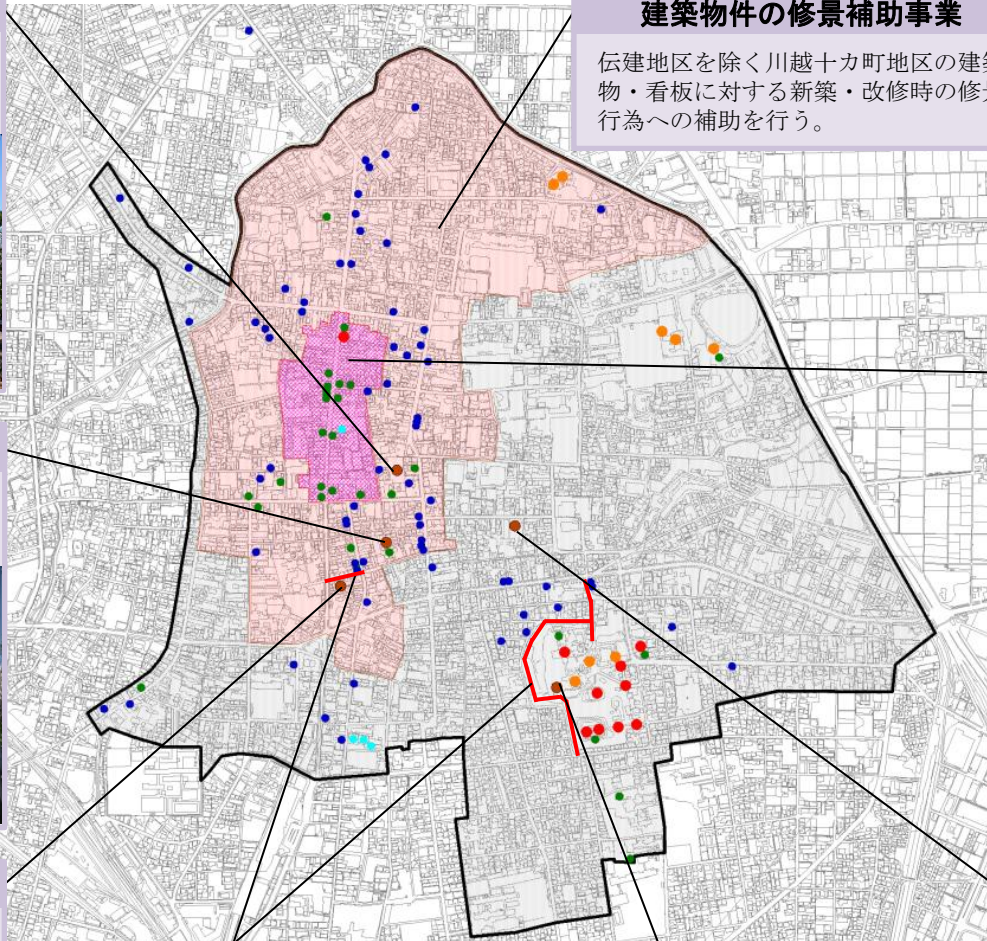 建築物件の修景補助事業
伝建地区を除く川越十カ町地区の建築
物・看板に対する新築・改修時の修景
行為への補助を行う。